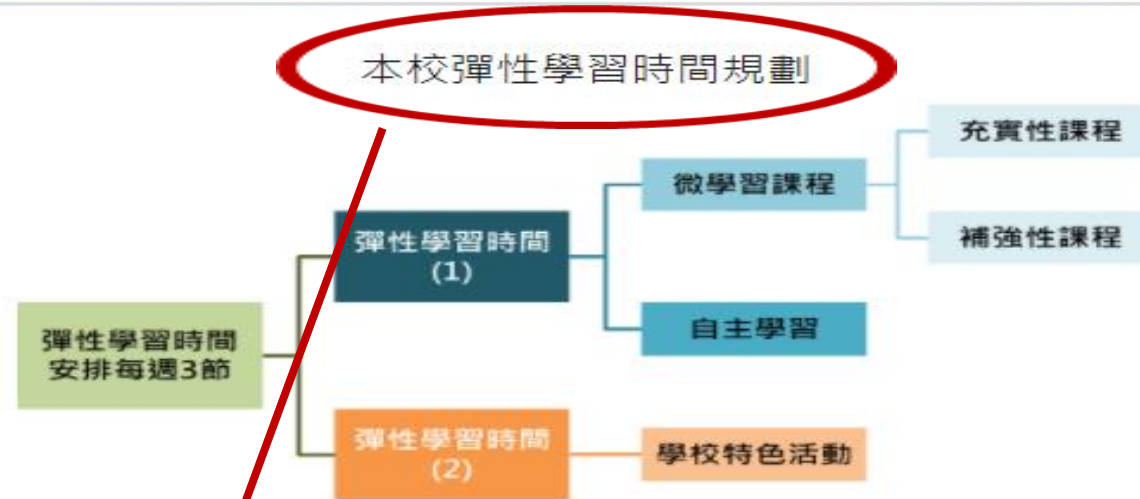 本校彈性學習時間規劃
彈性學習時間
安排每週3節
彈性學習時間
(1)
微學習課程
充實性課程
補強性課程
自主學習
彈性學習時間
(2)
學校特色活動